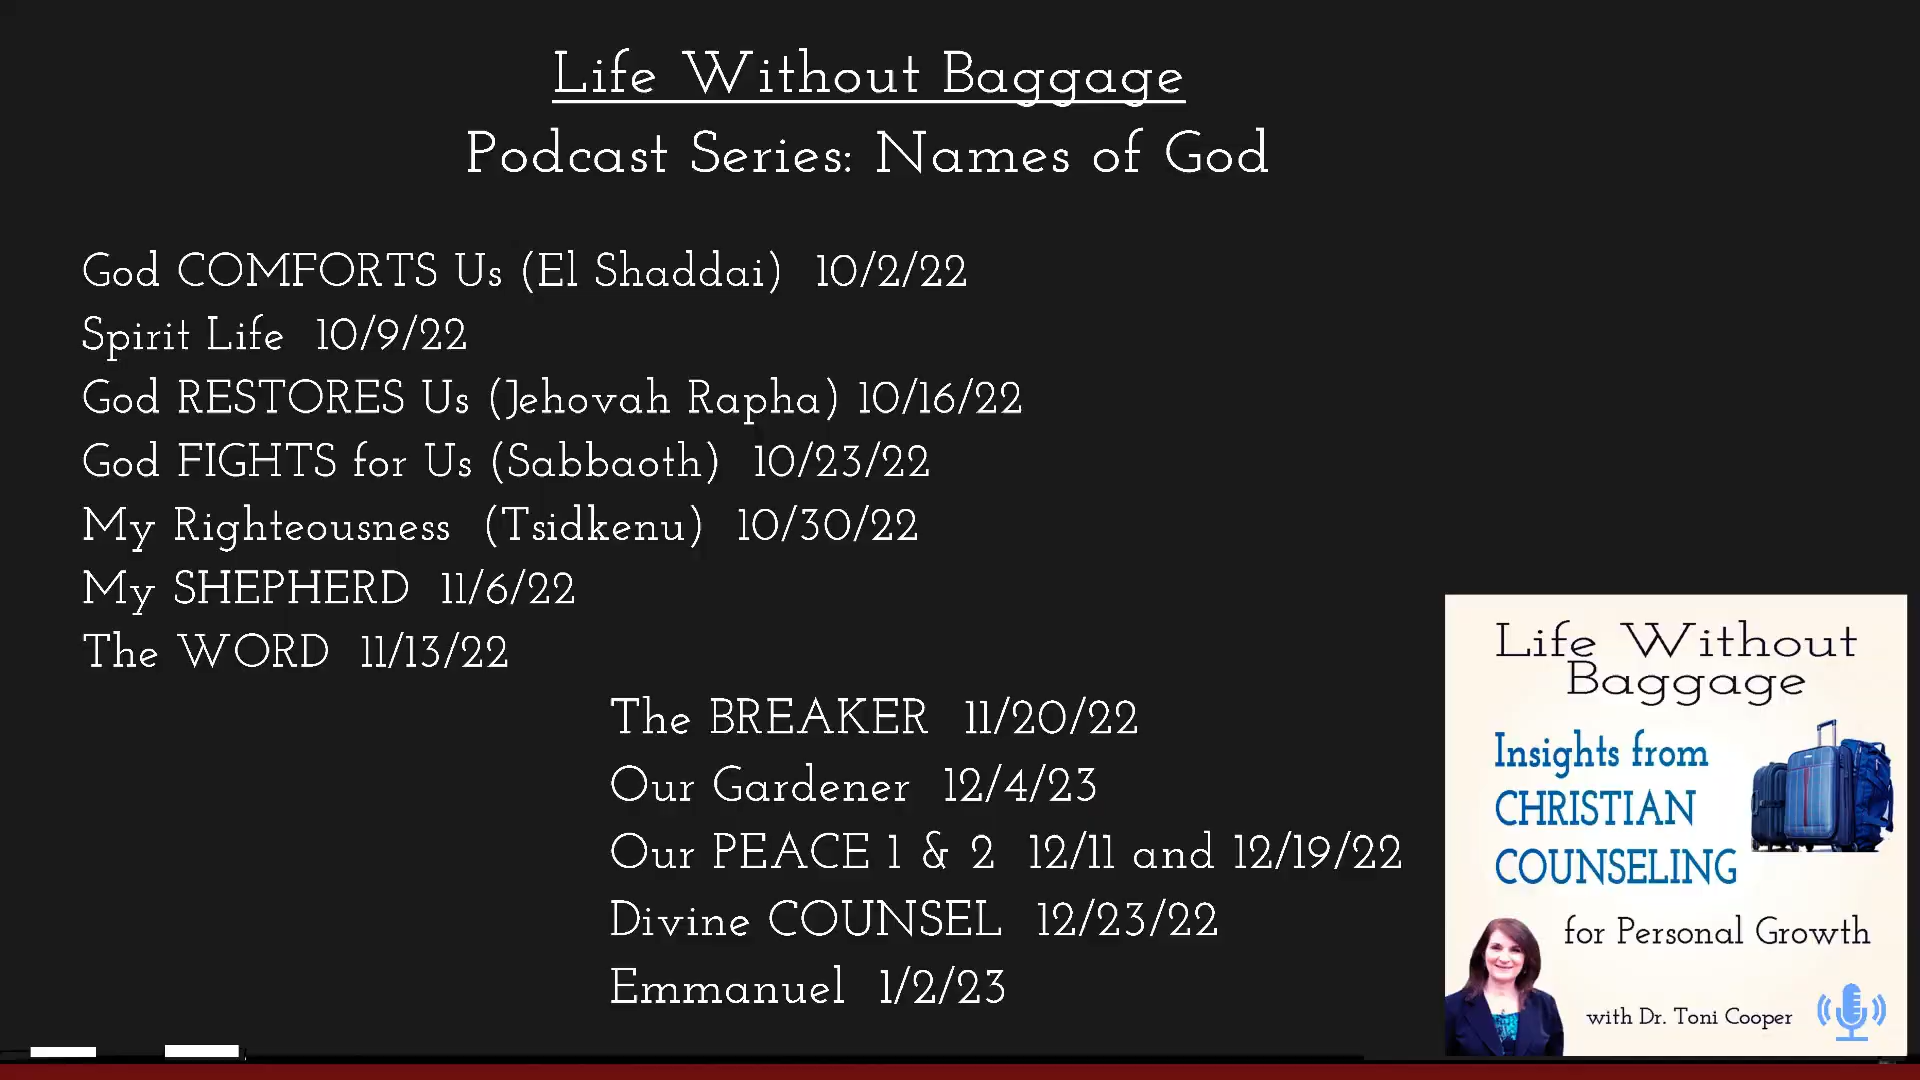 Life Without Baggage
Podcast Series: Names of God
God COMFORTS Us (El Shaddai) 10/2/22
Spirit Life 10/9/22
God RESTORES Us (Jehovah Rapha) 10/16/22
God FIGHTS for Us (Sabbaoth) 10/23/22
My Righteousness (Tsidkenu) 10/30/22
My SHEPHERD 11/6/22
The WORD 11/13/22
The BREAKER 11/20/22
Our Gardener 12/4/23
Our PEACE 1 & 2 12/11 and 12/19/22
Divine COUNSEL 12/23/22
Emmanuel 1/2/23
Life Without
Baggage
Insights from
CHRISTIAN
COUNSELING
for Personal Growth
with Dr. Toni Cooper